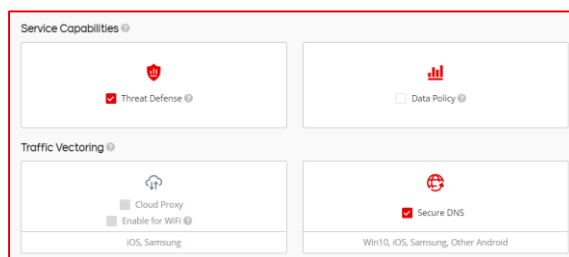 Service Capabilities
Threat Defense
Data Policy
Traffic Vectoring
Cloud Proxy
Enable for WiFi
iOS, Samsung
Secure DNS
Win10, iOS, Samsung, Other Android